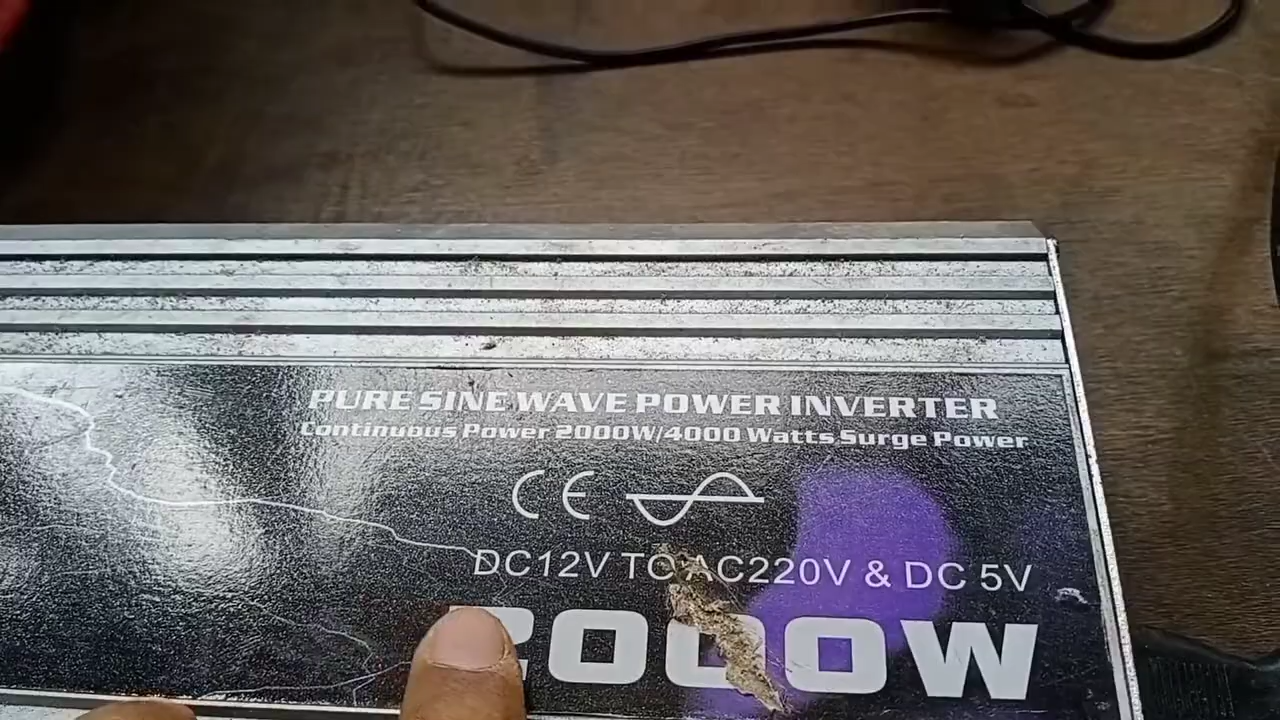 PURE SINE WAVE POWER INVERTER
Continuous Power 2000W/4000 Watts Surge Power
CE
DC12V TO AC220V & DC 5V
2000W